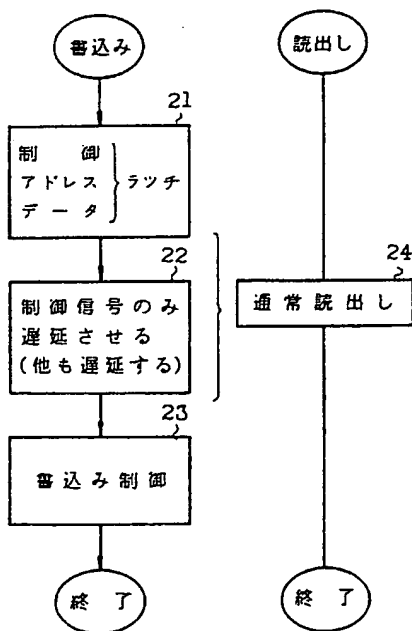 書込み
21
制御
アドレス
データ
ラッチ
22
制御信号のみ
遅延させる
(他も遅延する)
23
書込み制御
終了
読出し
24
通常読出し
終了